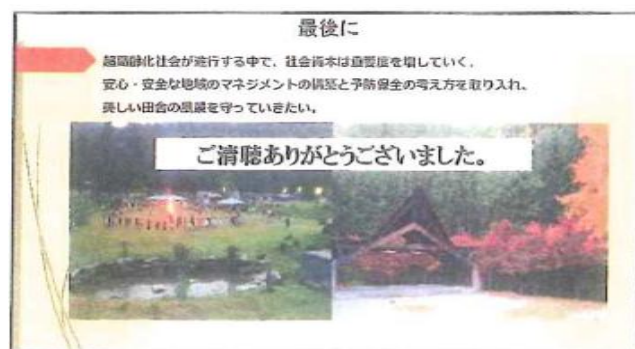 最後に
超高齢化社会が進行する中で、社会資本は重要度を増していく。
安心・安全な地域のマネジメントの構築と予防保全の考え方を取り入れ、
美しい田舎の風景を守っていきたい。
ご清聴ありがとうございました。